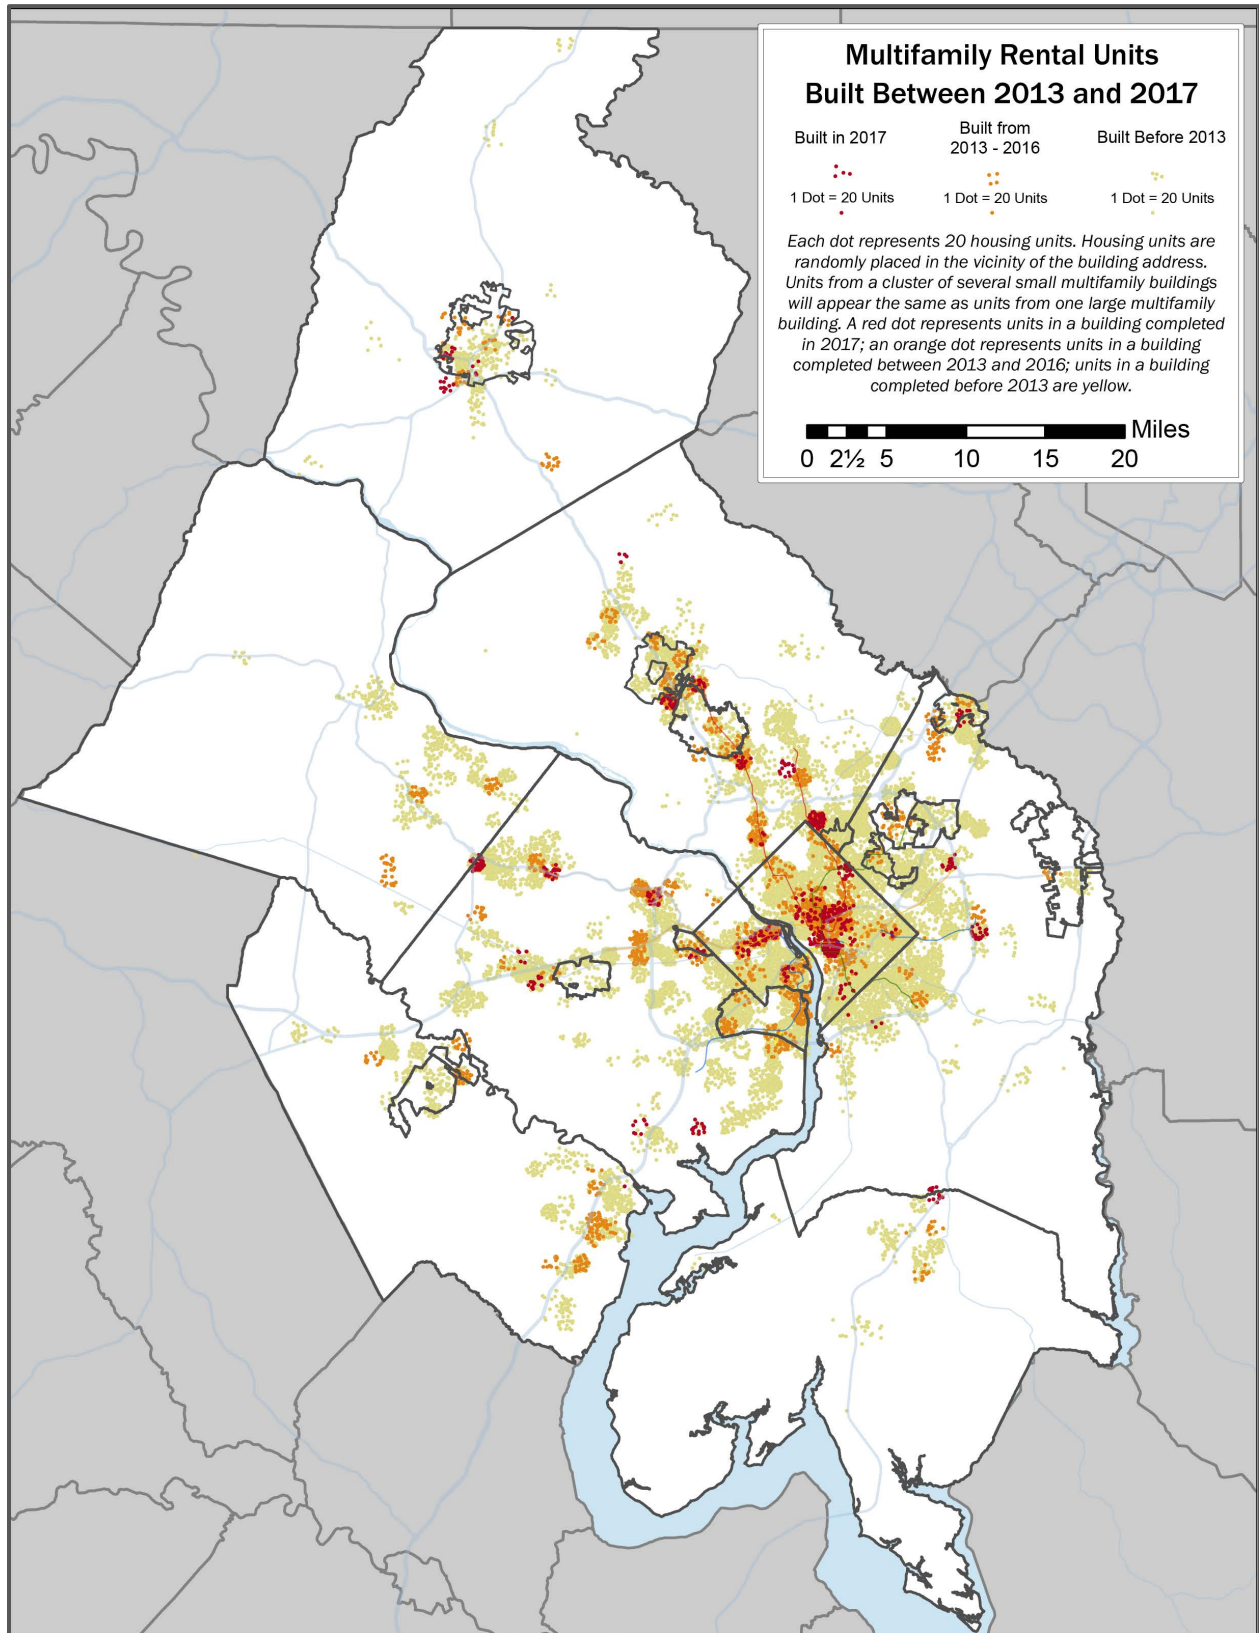 Multifamily Rental Units
Built Between 2013 and 2017
Built in 2017
Built from
2013 - 2016
Built Before 2013
1 Dot = 20 Units
1 Dot = 20 Units
1 Dot = 20 Units
Each dot represents 20 housing units. Housing units are
randomly placed in the vicinity of the building address.
Units from a cluster of several small multifamily buildings
will appear the same as units from one large multifamily
building. A red dot represents units in a building completed
in 2017; an orange dot represents units in a building
completed between 2013 and 2016; units in a building
completed before 2013 are yellow.
Miles
0 2½ 5 10 15 20